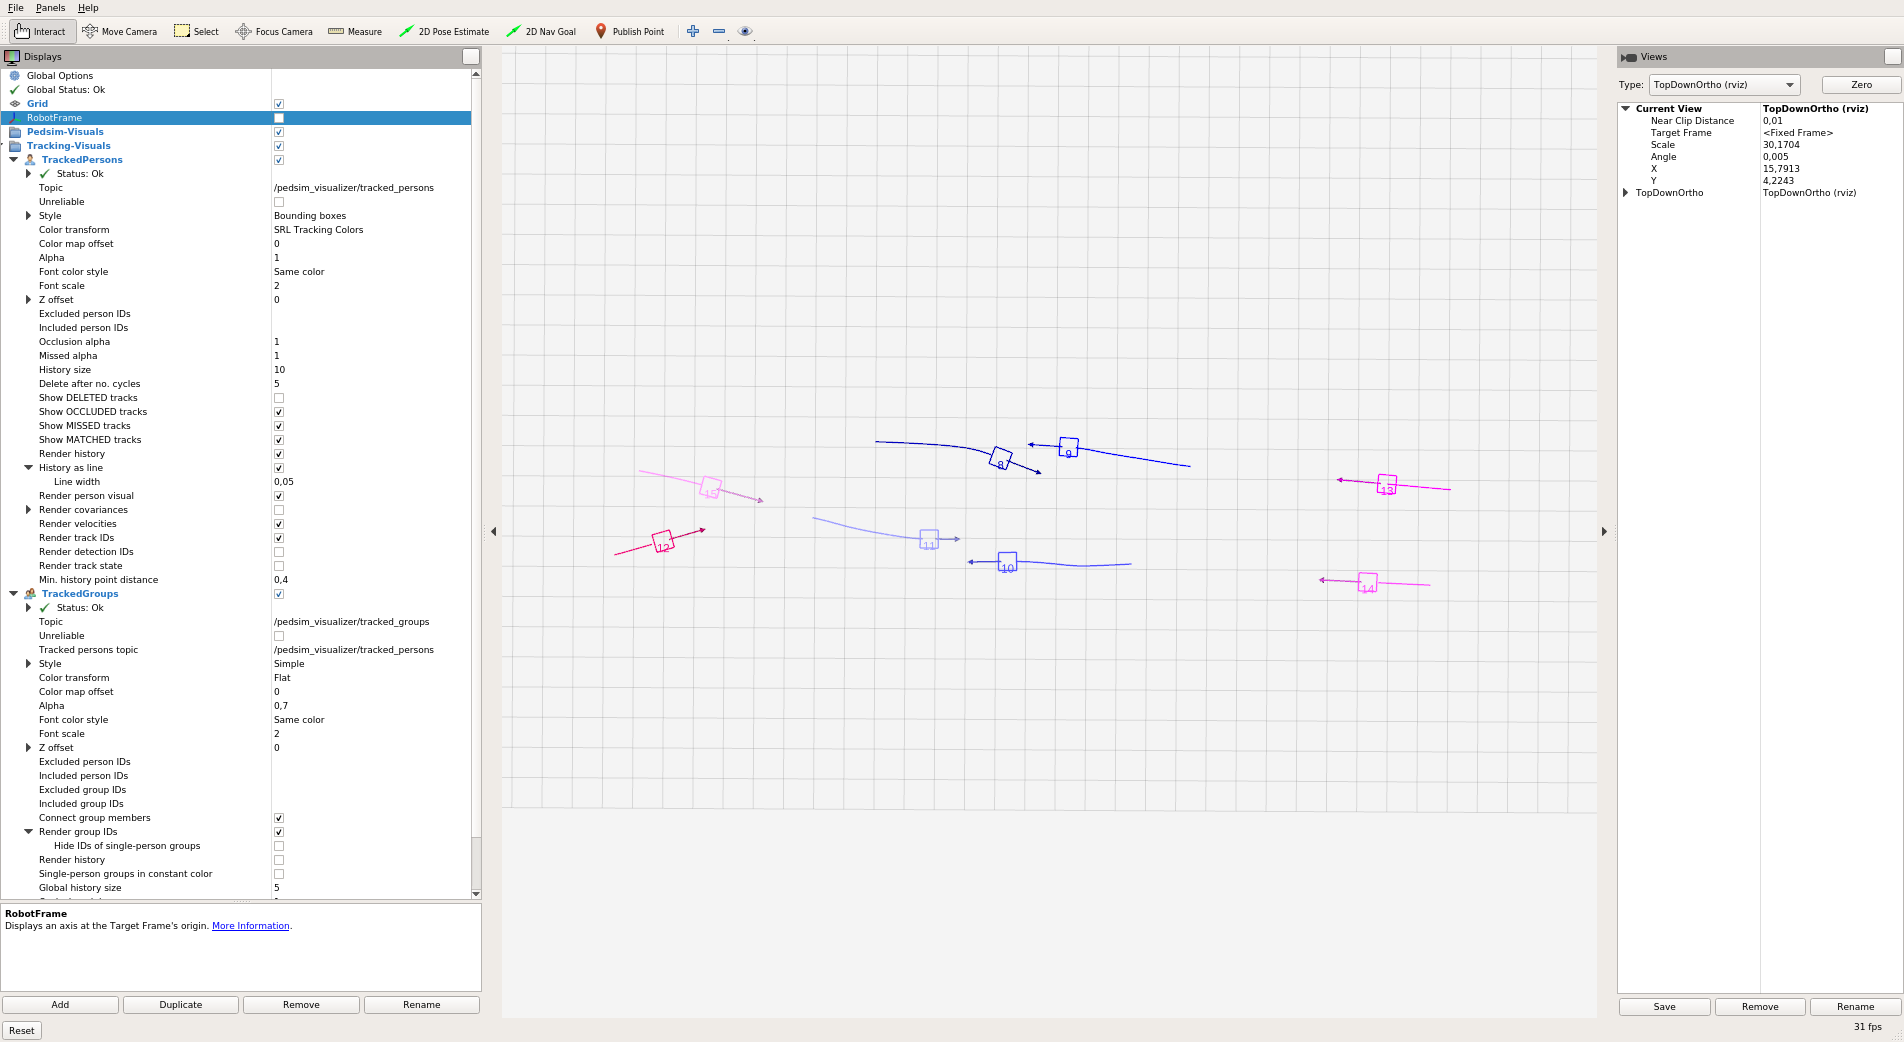 File Panels
Interact Move Camera Select Focus Camera Measure 2D Pose Estimate 2D Nav Goal Publish Point
Displays
Global Options
Global Status: Ok
Grid
RobotFrame
Pedsim-Visuals
Tracking-Visuals
TrackedPersons
Status: Ok
Topic /pedsim_visualizer/tracked_persons
Unreliable
Style Bounding boxes
Color transform SRL Tracking Colors
Color map offset 0
Alpha 1
Font color style Same color
Font scale 2
Z offset 0
Excluded person IDs
Included person IDs
Occlusion alpha 1
Missed alpha 1
History size 10
Delete after no. cycles 5
Show DELETED tracks
Show OCCLUDED tracks
Show MISSED tracks
Show MATCHED tracks
Render history
History as line
Line width 0,05
Render person visual
Render covariances
Render velocities
Render track IDs
Render detection IDs
Render track state
Min. history point distance 0,4
TrackedGroups
Status: Ok
Topic /pedsim_visualizer/tracked_groups
Unreliable
Tracked persons topic /pedsim_visualizer/tracked_persons
Style Simple
Color transform Flat
Color map offset 0
Alpha 0,7
Font color style Same color
Font scale 2
Z offset 0
Excluded person IDs
Included person IDs
Excluded group IDs
Included group IDs
Connect group members
Render group IDs
Hide IDs of single-person groups
Render history
Single-person groups in constant color
Global history size 5
RobotFrame
Displays an axis at the Target Frame's origin. More Information.
Add Duplicate Remove Rename
Reset
9
8
15
13
12
11
10
14
Views
Type: TopDownOrtho (rviz) Zero
Current View TopDownOrtho (rviz)
Near Clip Distance 0,01
Target Frame <Fixed Frame>
Scale 30,1704
Angle 0,005
X 15,7913
Y 4,2243
TopDownOrtho TopDownOrtho (rviz)
Save Remove Rename
31 fps